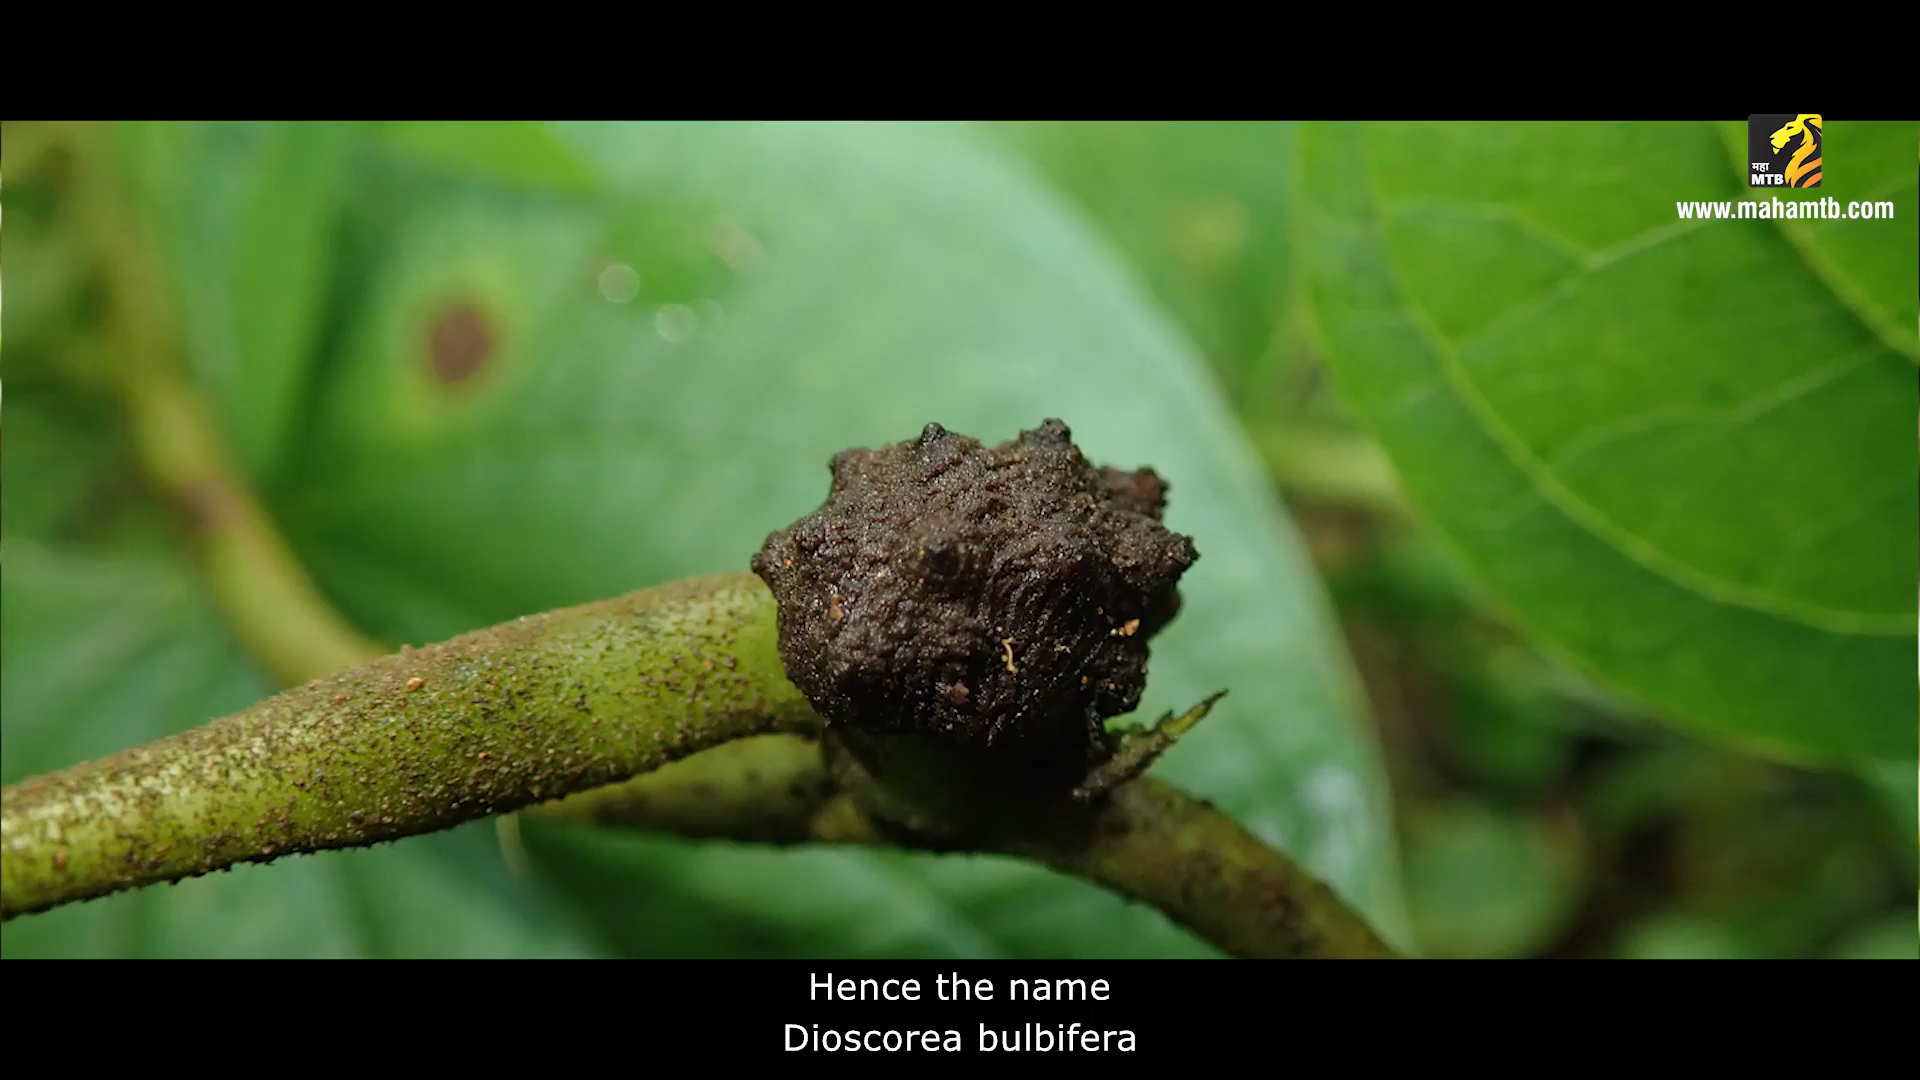 महा
MTB
www.mahamtb.com
Hence the name
Dioscorea bulbifera